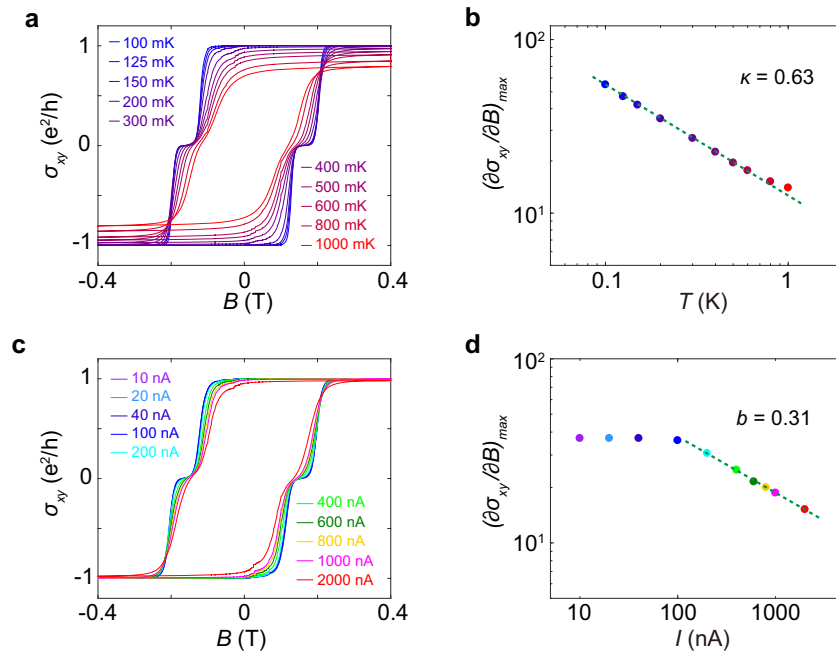 a
100 mK
125 mK
150 mK
200 mK
300 mK
400 mK
500 mK
600 mK
800 mK
1000 mK
1
0
-1
σxy (e²/h)
-0.4
0
0.4
B (T)
b
κ = 0.63
10²
10¹
(∂σxy/∂B)max
0.1
1
T (K)
c
10 nA
20 nA
40 nA
100 nA
200 nA
400 nA
600 nA
800 nA
1000 nA
2000 nA
1
0
-1
σxy (e²/h)
-0.4
0
0.4
B (T)
d
b = 0.31
10²
10¹
(∂σxy/∂B)max
10
100
1000
I (nA)